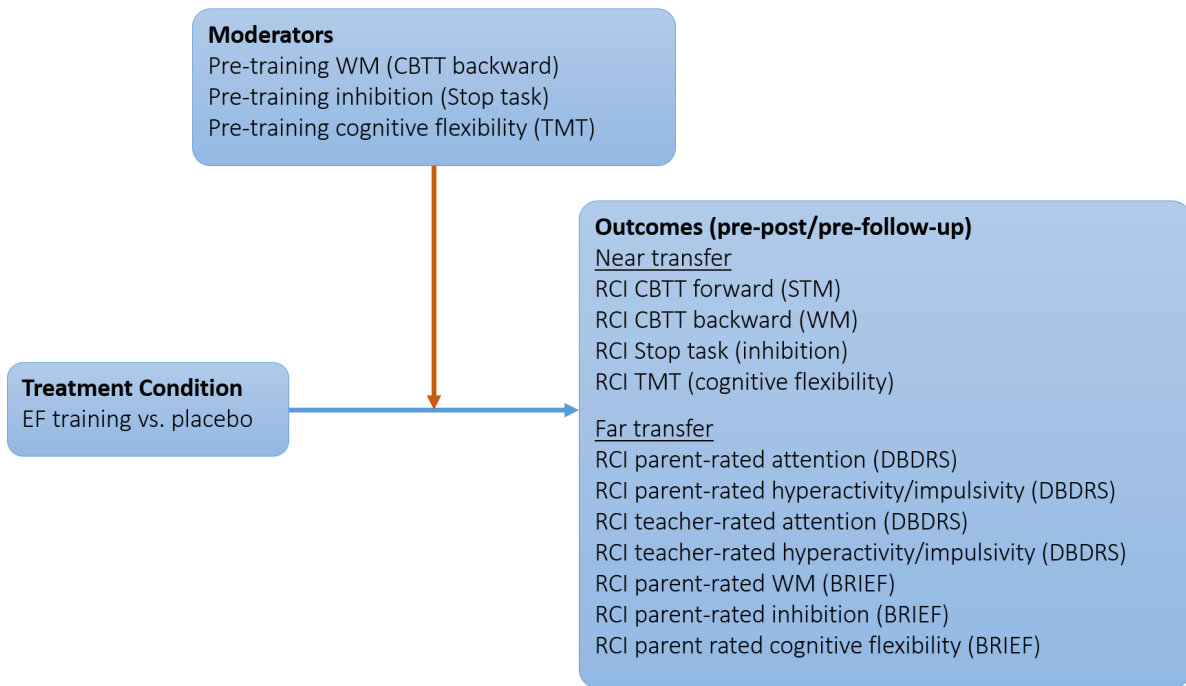 Moderators
Pre-training WM (CBTT backward)
Pre-training inhibition (Stop task)
Pre-training cognitive flexibility (TMT)
Treatment Condition
EF training vs. placebo
Outcomes (pre-post/pre-follow-up)
Near transfer
RCI CBTT forward (STM)
RCI CBTT backward (WM)
RCI Stop task (inhibition)
RCI TMT (cognitive flexibility)
Far transfer
RCI parent-rated attention (DBDRS)
RCI parent-rated hyperactivity/impulsivity (DBDRS)
RCI teacher-rated attention (DBDRS)
RCI teacher-rated hyperactivity/impulsivity (DBDRS)
RCI parent-rated WM (BRIEF)
RCI parent-rated inhibition (BRIEF)
RCI parent rated cognitive flexibility (BRIEF)